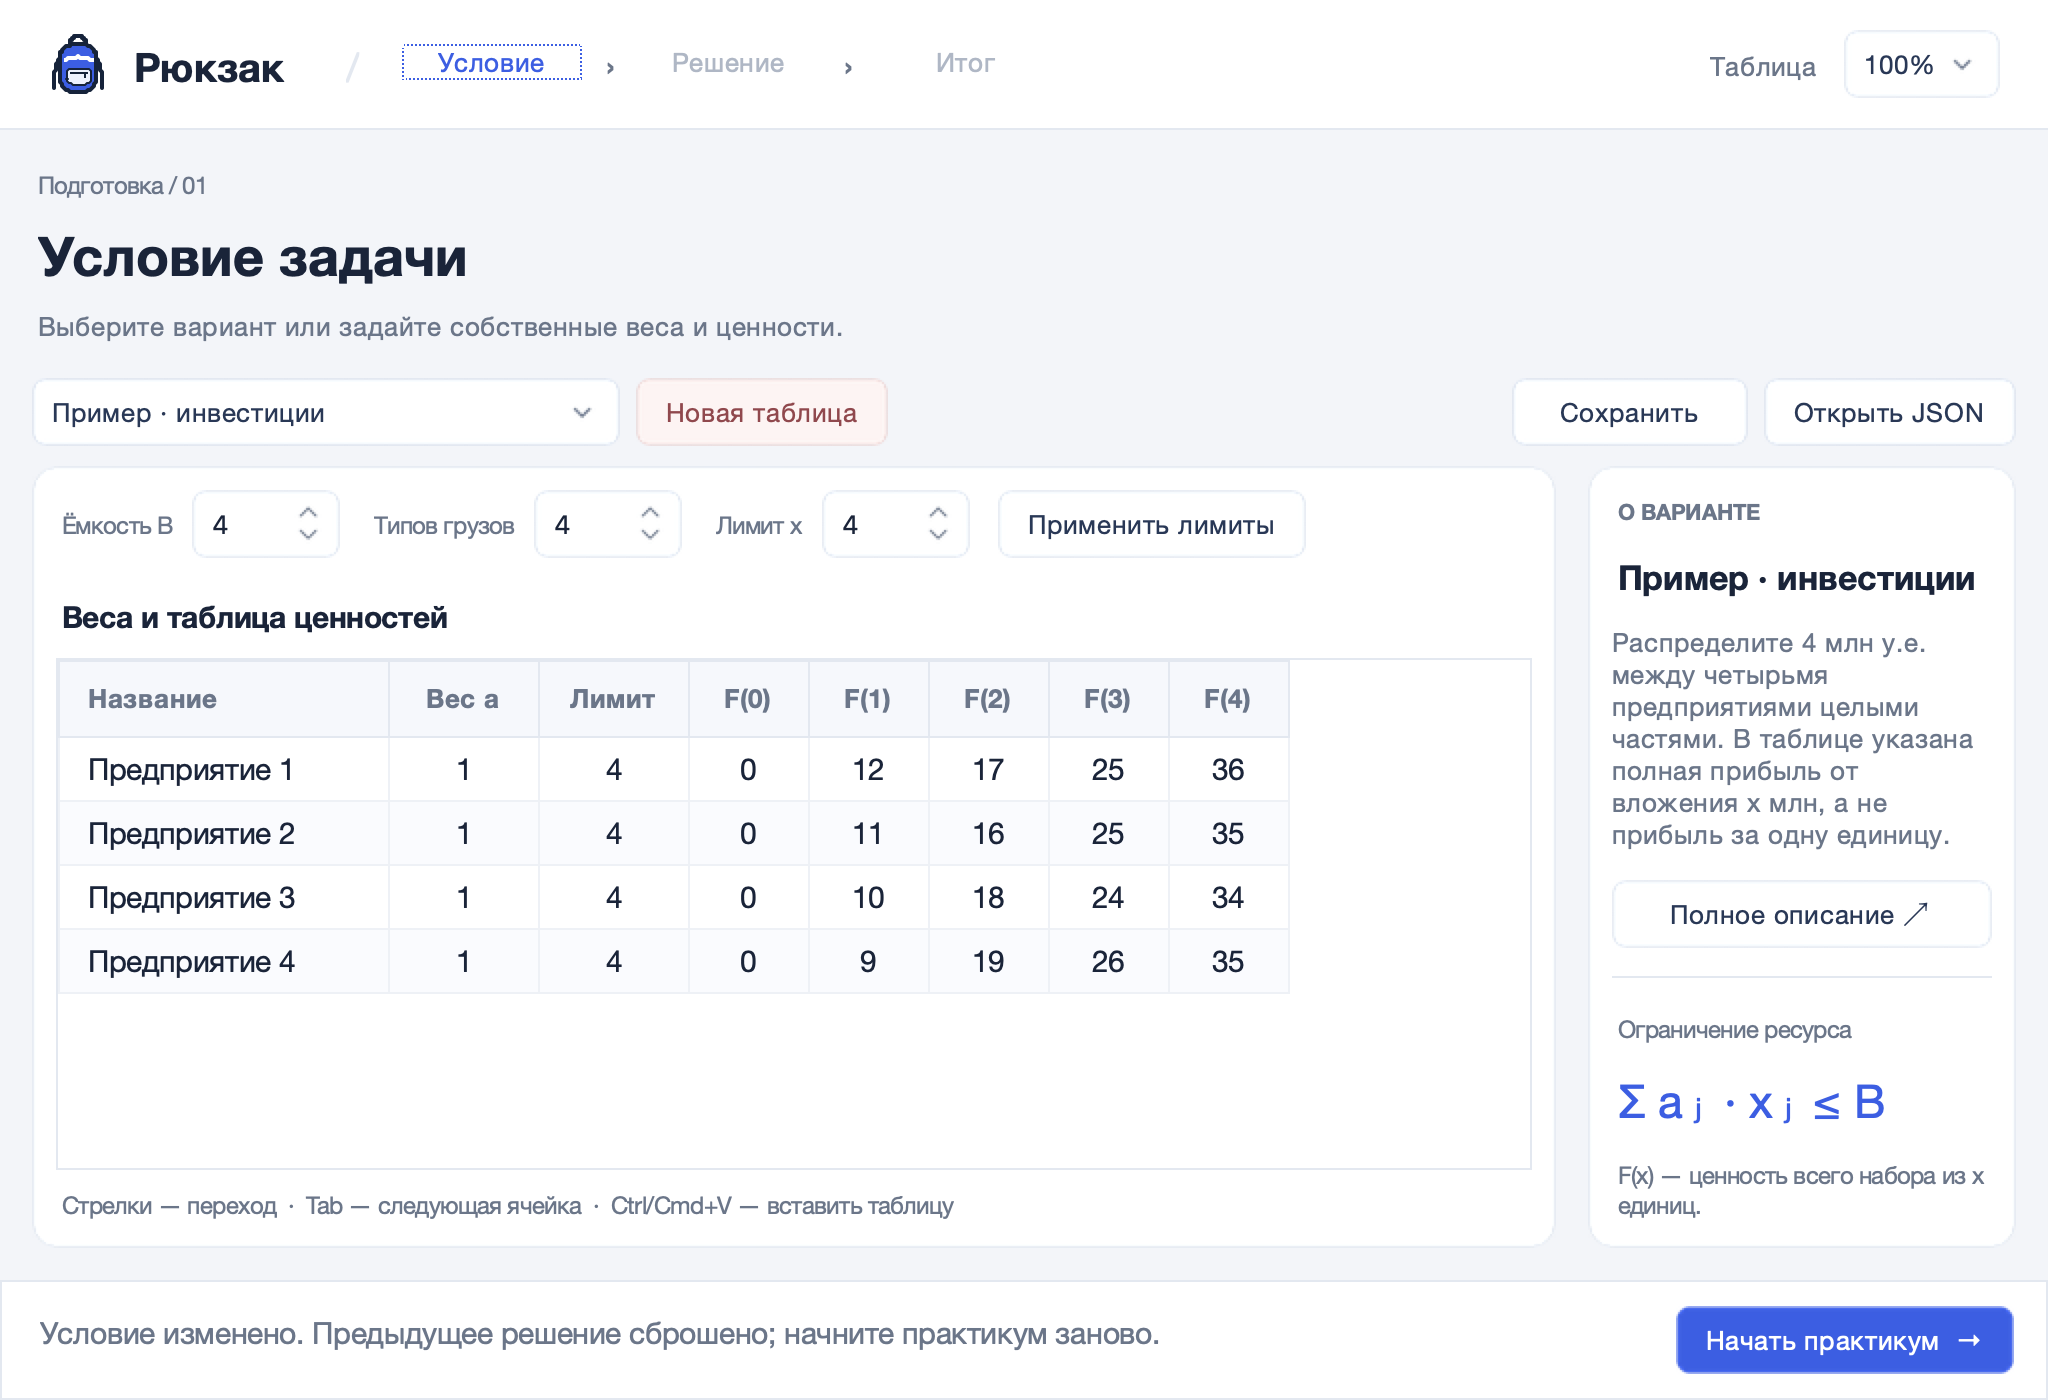 Рюкзак / Условие › Решение › Итог Таблица 100%
Подготовка / 01
Условие задачи
Выберите вариант или задайте собственные веса и ценности.
Пример · инвестиции Новая таблица Сохранить Открыть JSON
Ёмкость B 4 Типов грузов 4 Лимит x 4 Применить лимиты
Веса и таблица ценностей
Название Вес a Лимит F(0) F(1) F(2) F(3) F(4)
Предприятие 1 1 4 0 12 17 25 36
Предприятие 2 1 4 0 11 16 25 35
Предприятие 3 1 4 0 10 18 24 34
Предприятие 4 1 4 0 9 19 26 35
Стрелки — переход · Tab — следующая ячейка · Ctrl/Cmd+V — вставить таблицу
О ВАРИАНТЕ
Пример · инвестиции
Распределите 4 млн у.е.
между четырьмя
предприятиями целыми
частями. В таблице указана
полная прибыль от
вложения x млн, а не
прибыль за одну единицу.
Полное описание ↗
Ограничение ресурса
Σ aⱼ · xⱼ ≤ B
F(x) — ценность всего набора из x
единиц.
Условие изменено. Предыдущее решение сброшено; начните практикум заново.
Начать практикум →